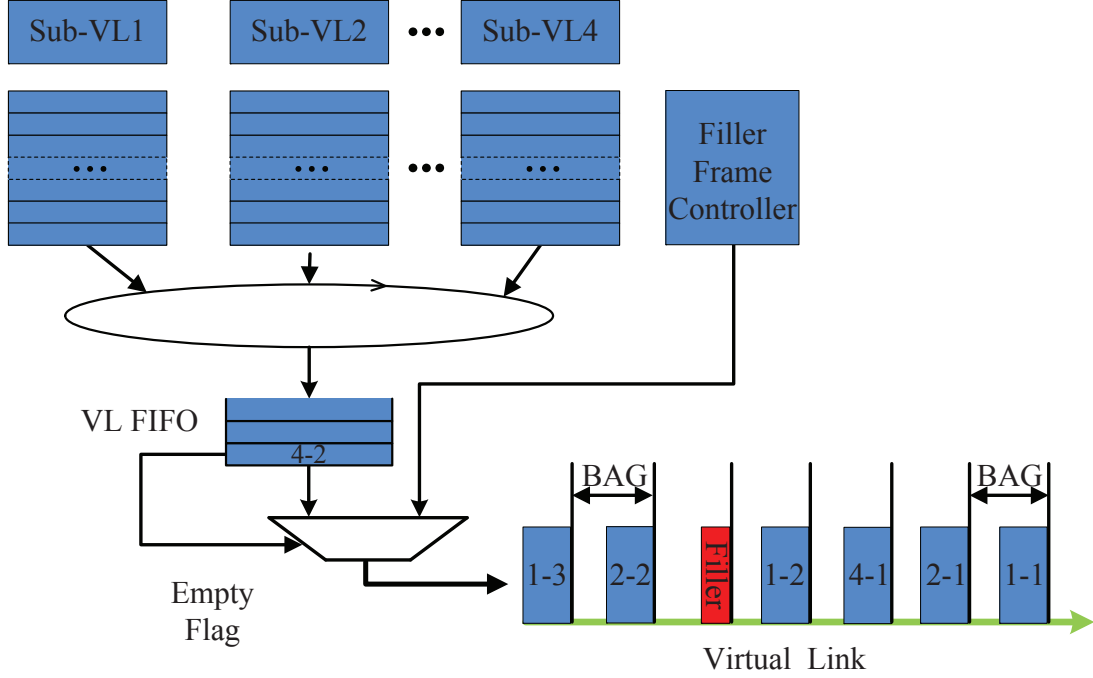 Sub-VL1
Sub-VL2
Sub-VL4
Filler
Frame
Controller
VL FIFO
4-2
Empty
Flag
BAG
BAG
1-3
2-2
Filler
1-2
4-1
2-1
1-1
Virtual Link